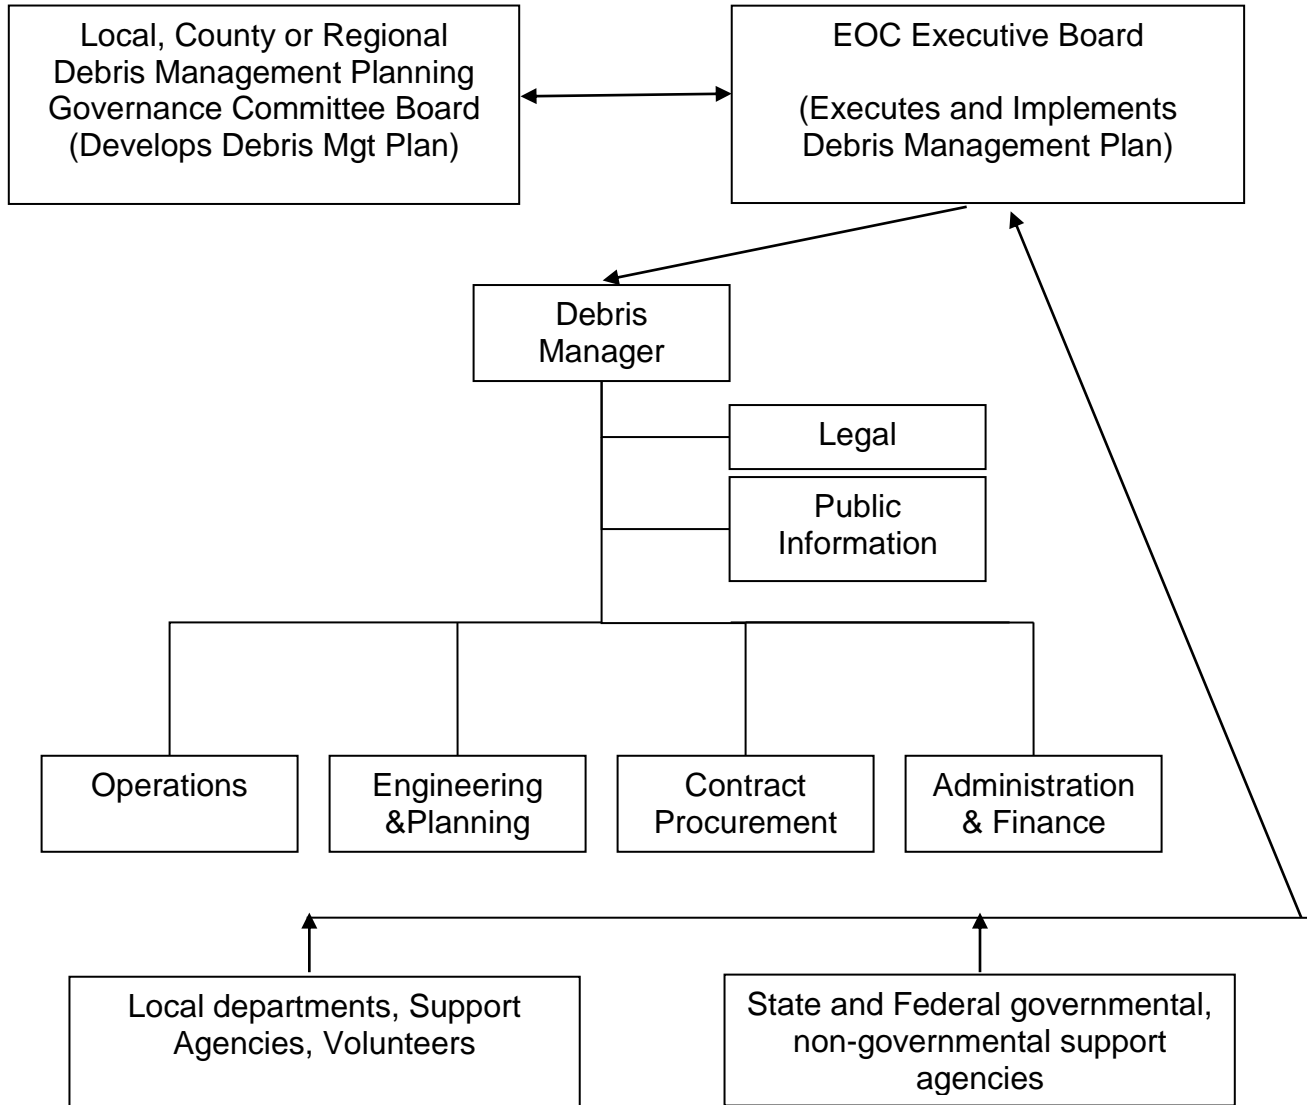 Local, County or Regional
Debris Management Planning
Governance Committee Board
(Develops Debris Mgt Plan)
EOC Executive Board
(Executes and Implements
Debris Management Plan)
Debris
Manager
Legal
Public
Information
Operations
Engineering
&Planning
Contract
Procurement
Administration
& Finance
Local departments, Support
Agencies, Volunteers
State and Federal governmental,
non-governmental support
agencies